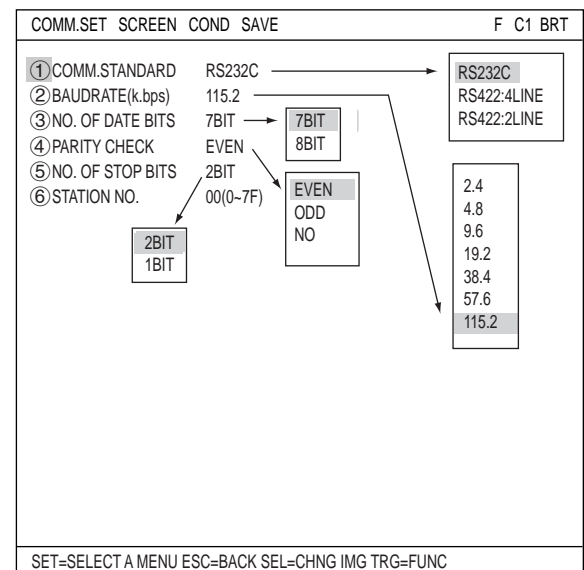 COMM.SET SCREEN COND SAVE F C1 BRT
①COMM.STANDARD RS232C
②BAUDRATE(k.bps) 115.2
③NO. OF DATE BITS 7BIT
④PARITY CHECK EVEN
⑤NO. OF STOP BITS 2BIT
⑥STATION NO. 00(0~7F)
RS232C
RS422:4LINE
RS422:2LINE
7BIT
8BIT
EVEN
ODD
NO
2BIT
1BIT
2.4
4.8
9.6
19.2
38.4
57.6
115.2
SET=SELECT A MENU ESC=BACK SEL=CHNG IMG TRG=FUNC